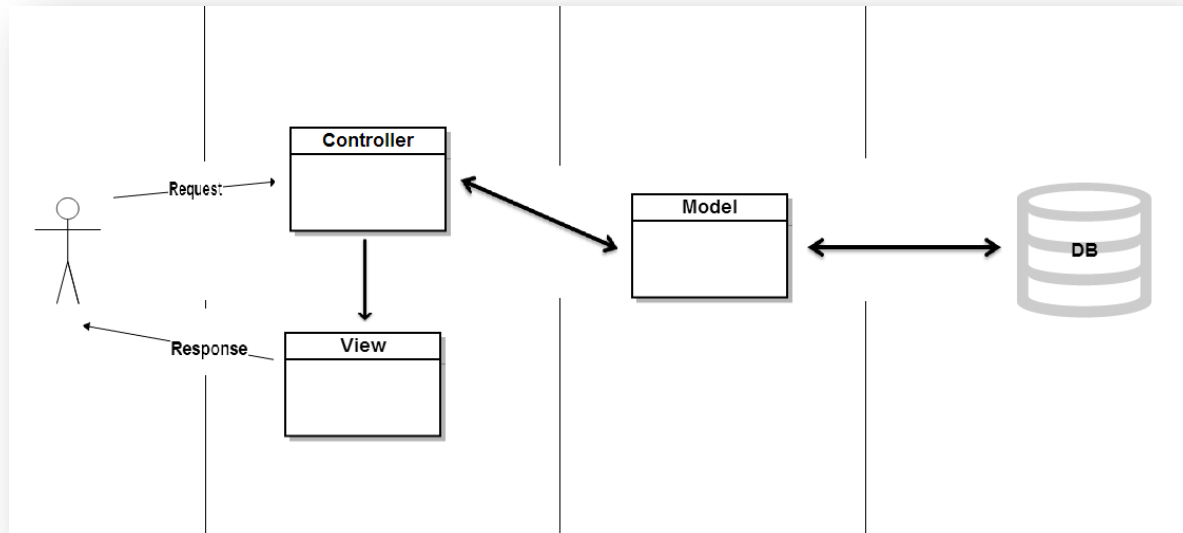 Controller
Request
Model
DB
View
Response